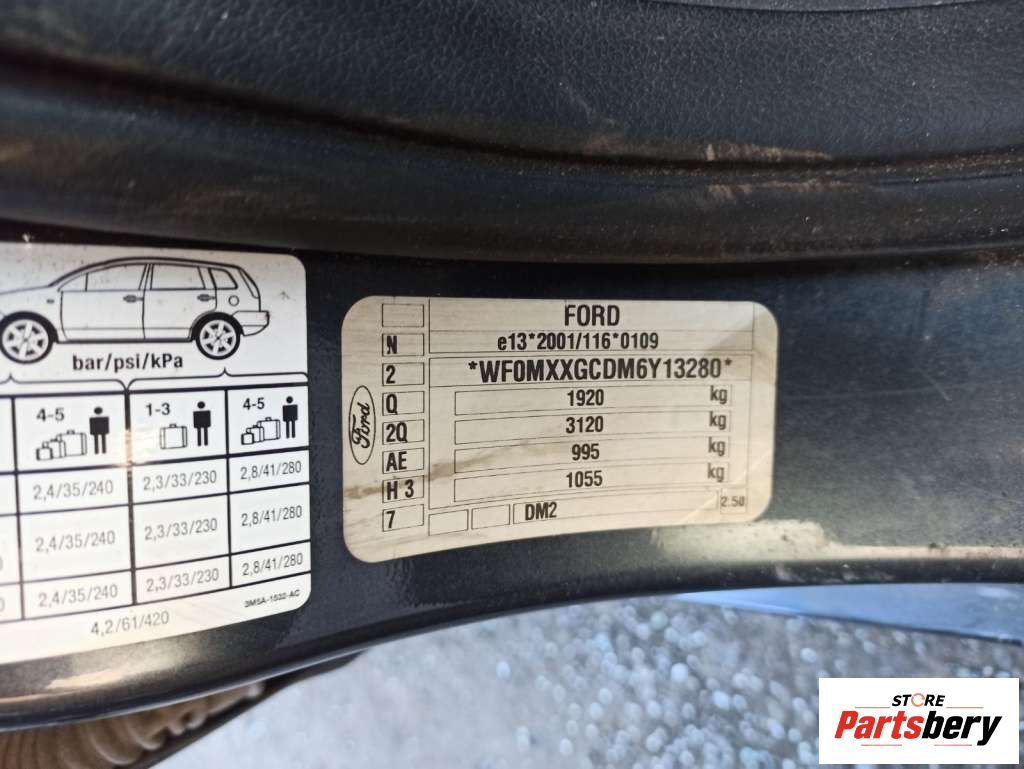 bar/psi/kPa
4-5 1-3 4-5
2,4/35/240 2,3/33/230 2,8/41/280
2,4/35/240 2,3/33/230 2,8/41/280
2,4/35/240 2,3/33/230 2,8/41/280
4,2/61/420
3M5A-1532-AC
Ford
FORD
N e13*2001/116*0109
2 *WF0MXXGCDM6Y13280*
Q 1920 kg
2Q 3120 kg
AE 995 kg
H 3 1055 kg
7 DM2 2.50
STORE
Partsbery